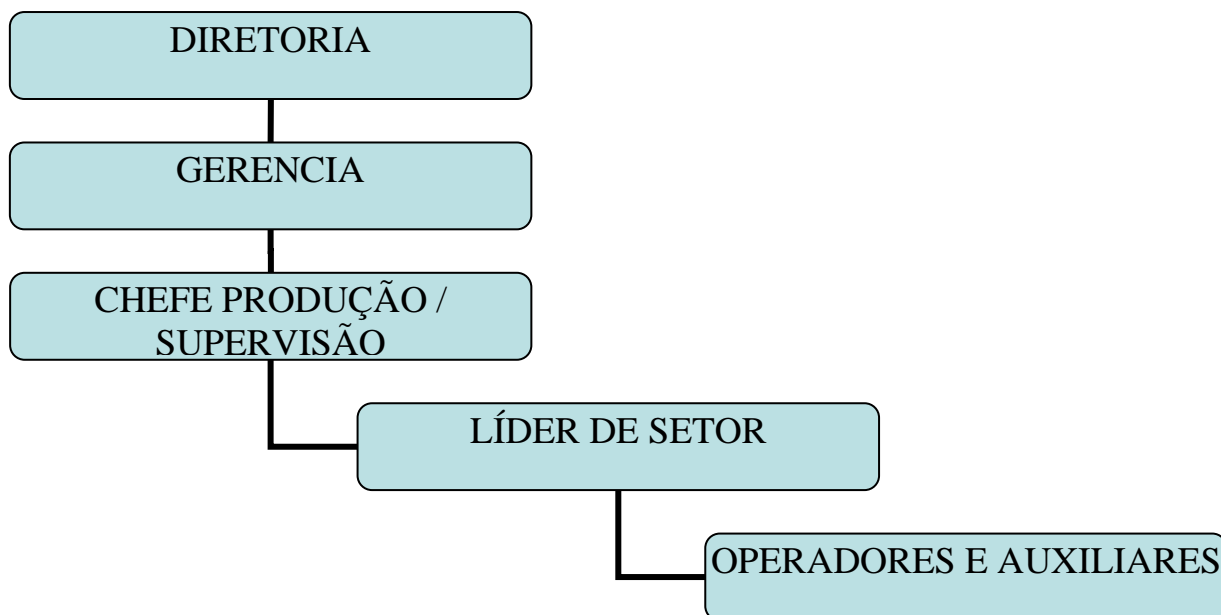 DIRETORIA
GERENCIA
CHEFE PRODUÇÃO /
SUPERVISÃO
LÍDER DE SETOR
OPERADORES E AUXILIARES